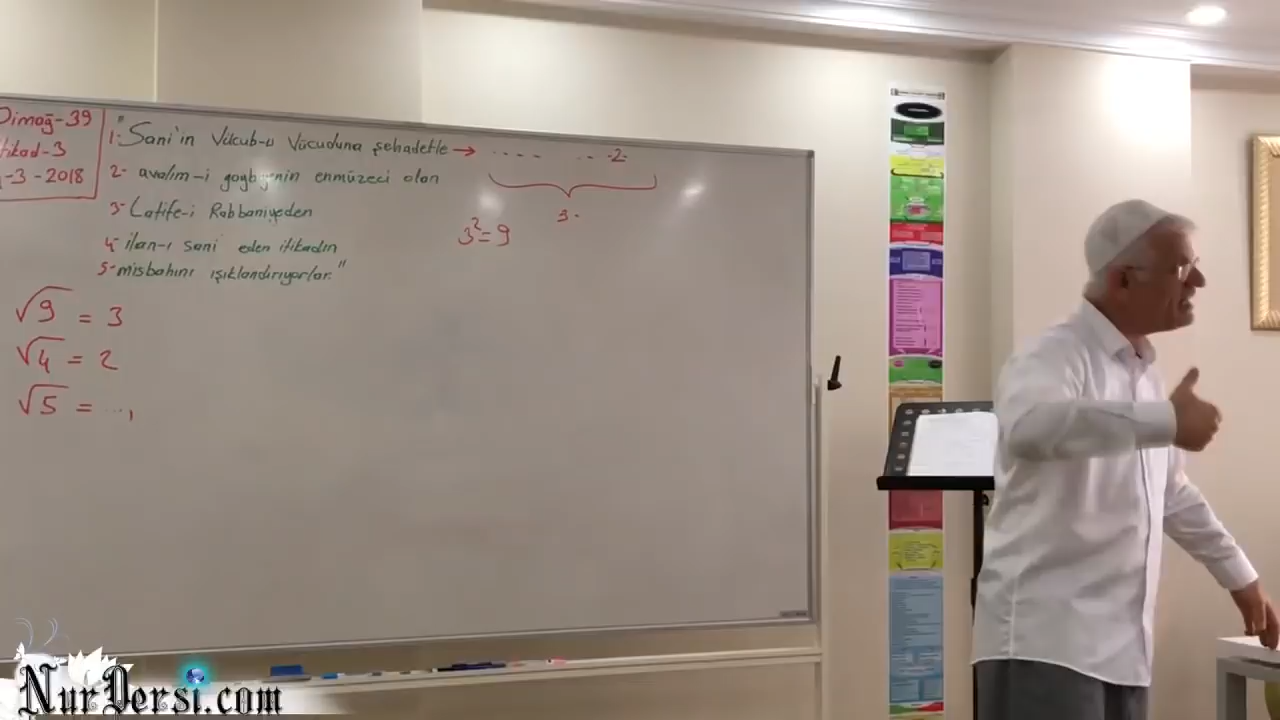 Dimağ-39
itikad-3
-3-2018
1- "Sani'in Vücub-u Vücuduna şehadetle → .... ...2-
2- avalim-i gaybiyenin enmüzeci olan
3- Latife-i Rabbaniyeden
3-
3²=9
4- ilan-ı sani eden itikadın
5- misbahını ışıklandırıyorlar."
√9 = 3
√4 = 2
√5 = ...,
NurDersi.com